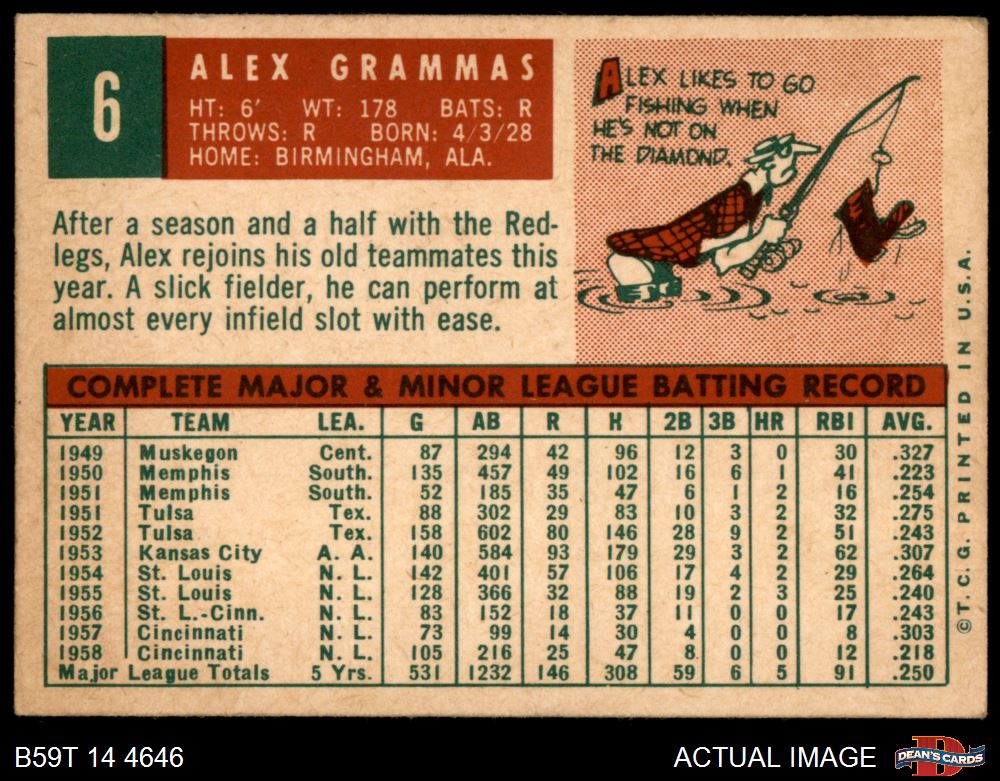 6
ALEX GRAMMAS
HT: 6' WT: 178 BATS: R
THROWS: R BORN: 4/3/28
HOME: BIRMINGHAM, ALA.
ALEX LIKES TO GO
FISHING WHEN
HE'S NOT ON
THE DIAMOND.
After a season and a half with the Red-
legs, Alex rejoins his old teammates this
year. A slick fielder, he can perform at
almost every infield slot with ease.
COMPLETE MAJOR & MINOR LEAGUE BATTING RECORD
YEAR TEAM LEA. G AB R H 2B 3B HR RBI AVG.
1949 Muskegon Cent. 87 294 42 96 12 3 0 30 .327
1950 Memphis South. 135 457 49 102 16 6 1 41 .223
1951 Memphis South. 52 185 35 47 6 1 2 16 .254
1951 Tulsa Tex. 88 302 29 83 10 3 2 32 .275
1952 Tulsa Tex. 158 602 80 146 28 9 2 51 .243
1953 Kansas City A. A. 140 584 93 179 29 3 2 62 .307
1954 St. Louis N. L. 142 401 57 106 17 4 2 29 .264
1955 St. Louis N. L. 128 366 32 88 19 2 3 25 .240
1956 St. L.-Cinn. N. L. 83 152 18 37 11 0 0 17 .243
1957 Cincinnati N. L. 73 99 14 30 4 0 0 8 .303
1958 Cincinnati N. L. 105 216 25 47 8 0 0 12 .218
Major League Totals 5 Yrs. 531 1232 146 308 59 6 5 91 .250
©T.C.G. PRINTED IN U.S.A.
B59T 14 4646
ACTUAL IMAGE
D
DEAN'S CARDS